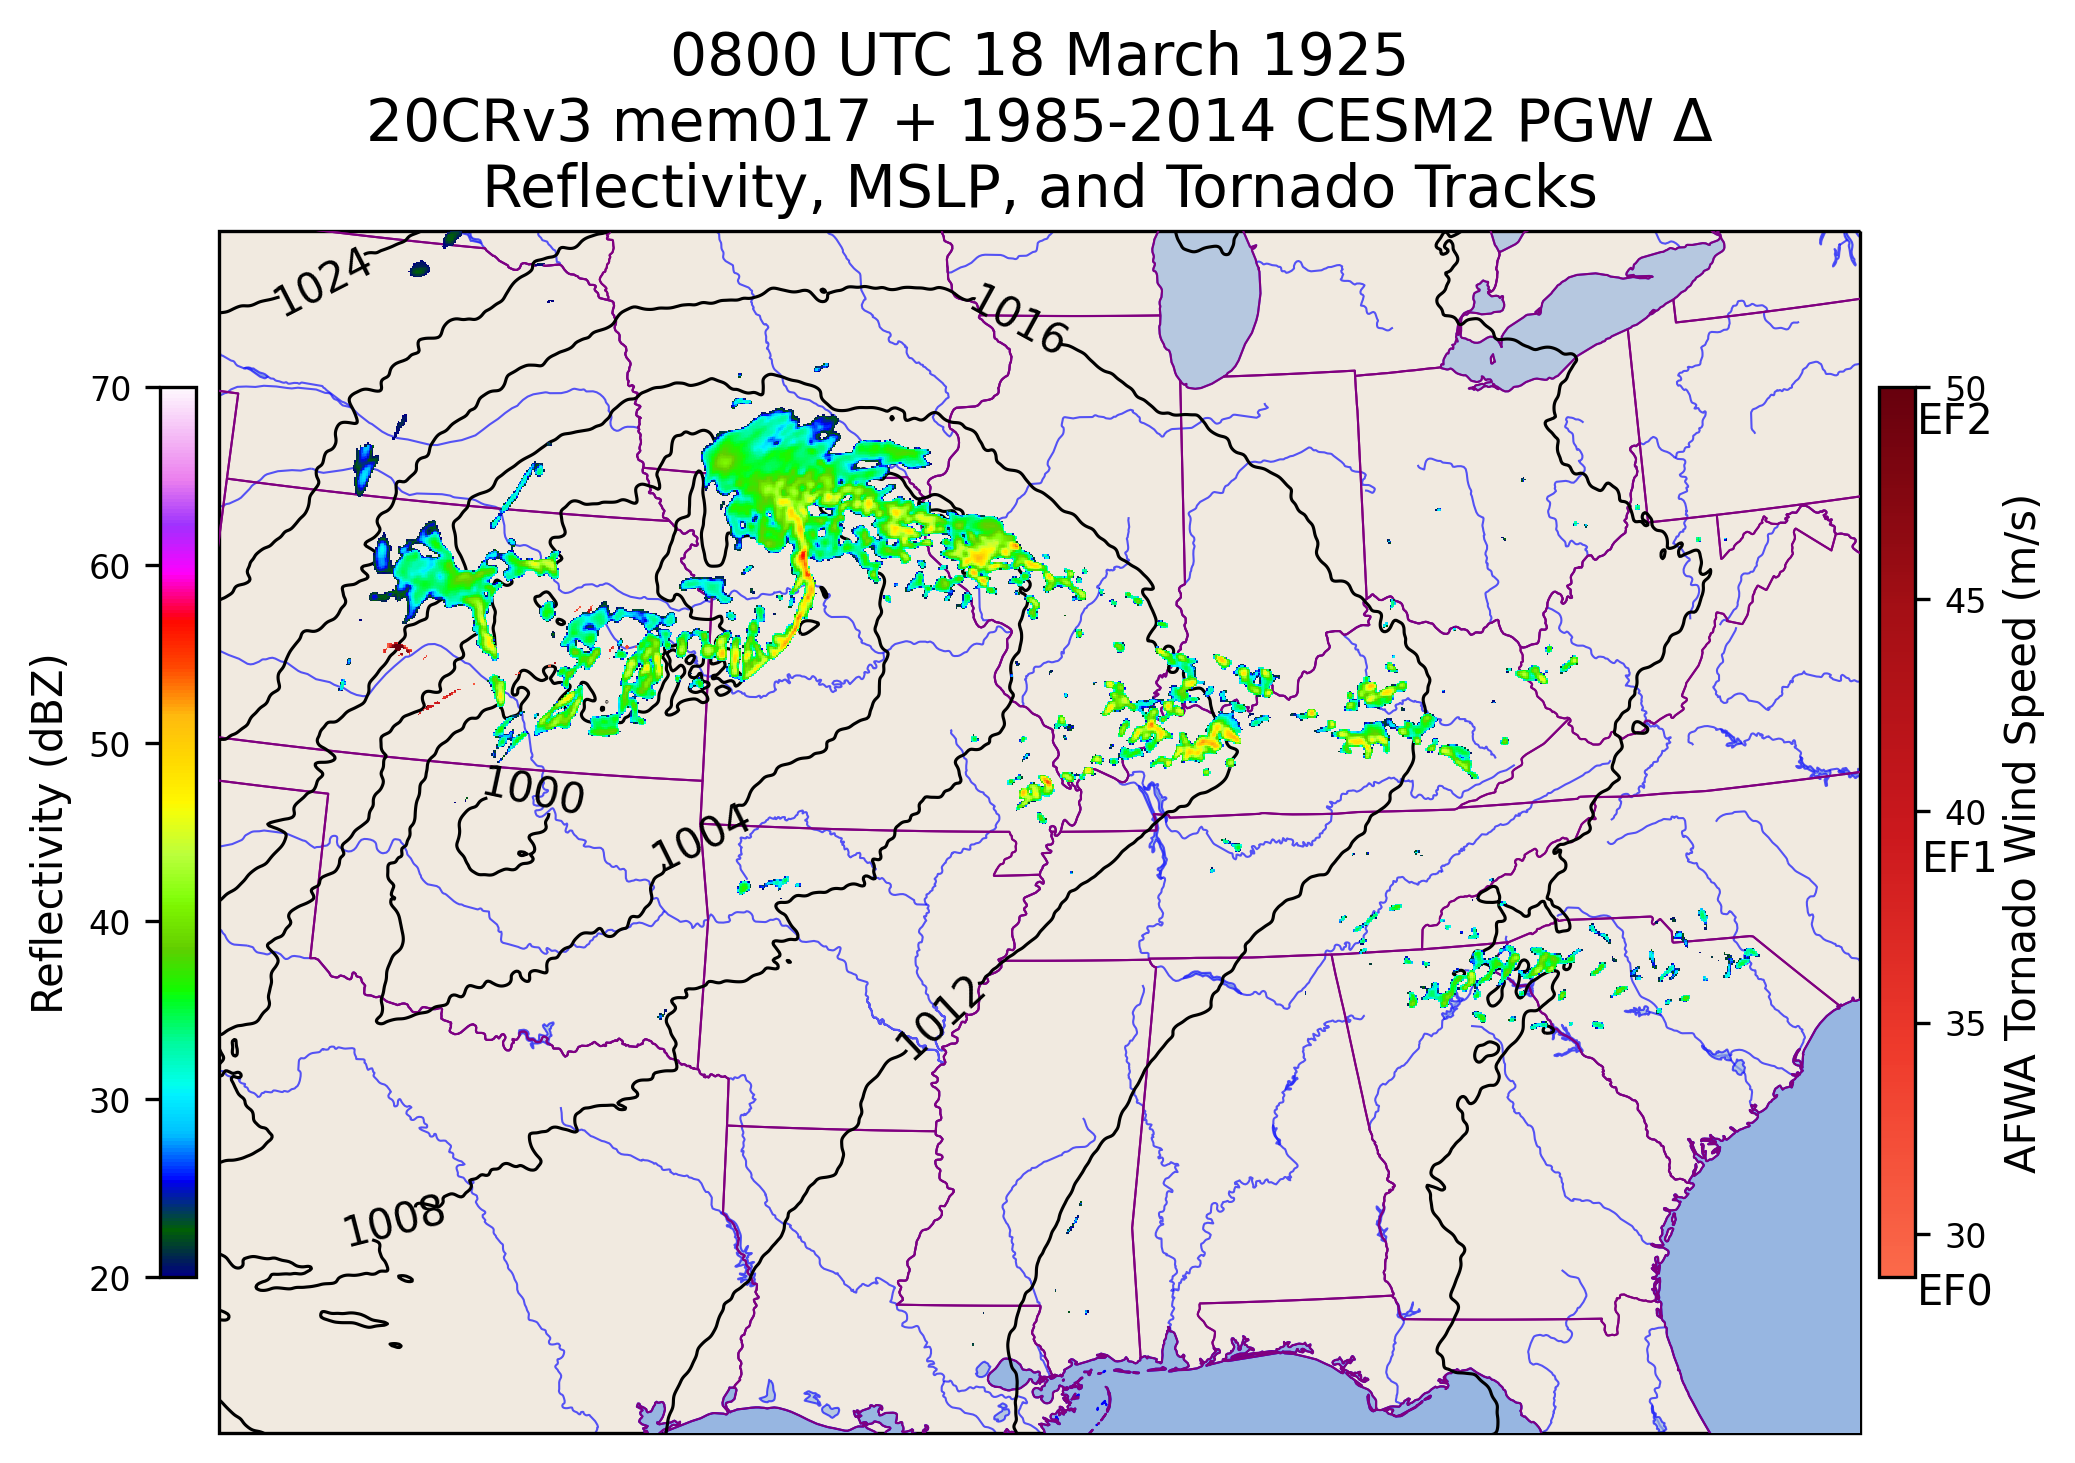 0800 UTC 18 March 1925
20CRv3 mem017 + 1985-2014 CESM2 PGW Δ
Reflectivity, MSLP, and Tornado Tracks
1024
1016
1000
1004
1012
1008
70
60
50
40
30
20
Reflectivity (dBZ)
50
EF2
45
40
EF1
35
30
EF0
AFWA Tornado Wind Speed (m/s)